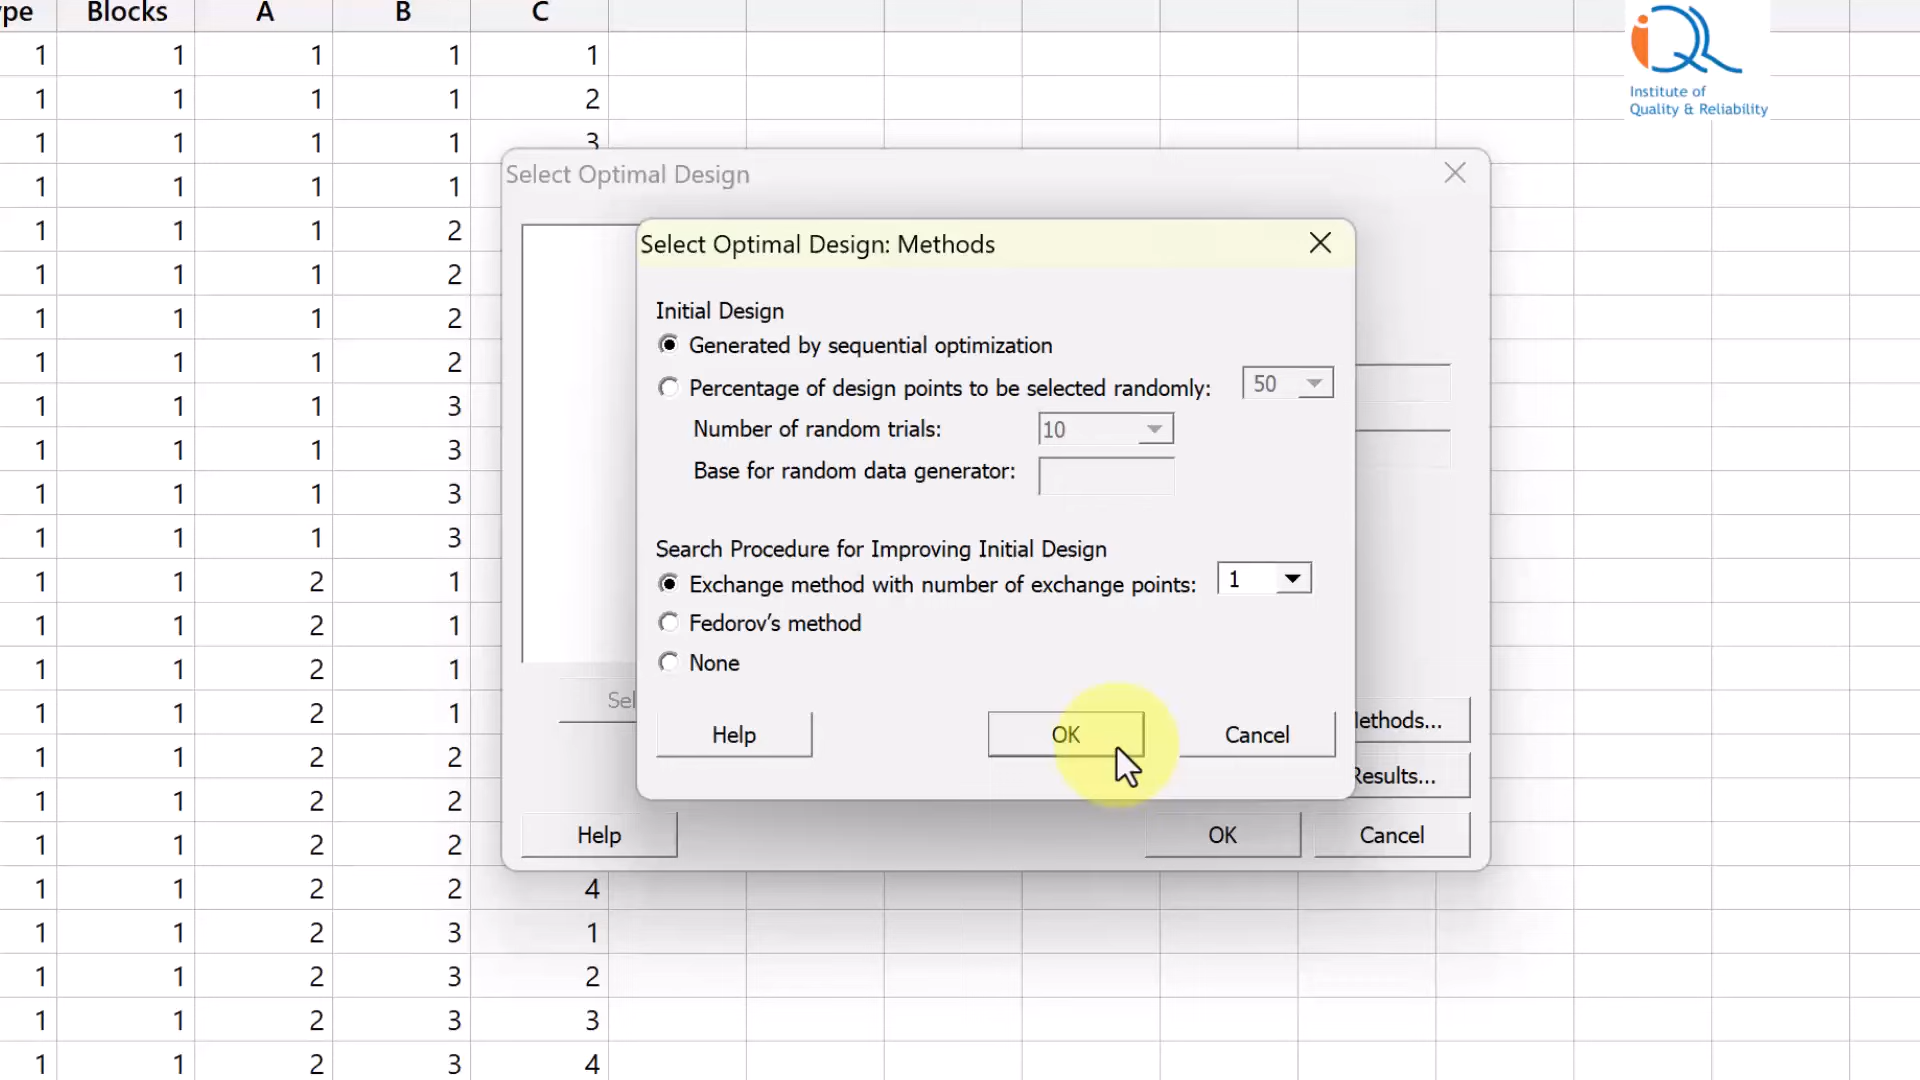 pe Blocks A B C
1 1 1 1 1
1 1 1 1 2
1 1 1 1 3
1 1 1 1
1 1 1 2
1 1 1 2
1 1 1 2
1 1 1 2
1 1 1 3
1 1 1 3
1 1 1 3
1 1 1 3
1 1 2 1
1 1 2 1
1 1 2 1
1 1 2 1
1 1 2 2
1 1 2 2
1 1 2 2
1 1 2 2 4
1 1 2 3 1
1 1 2 3 2
1 1 2 3 3
1 1 2 3 4
iQR
Institute of
Quality & Reliability
Select Optimal Design
Select Optimal Design: Methods
Initial Design
Generated by sequential optimization
Percentage of design points to be selected randomly: 50
Number of random trials: 10
Base for random data generator:
Search Procedure for Improving Initial Design
Exchange method with number of exchange points: 1
Fedorov's method
None
Help OK Cancel
Sel
ethods...
Results...
Help OK Cancel